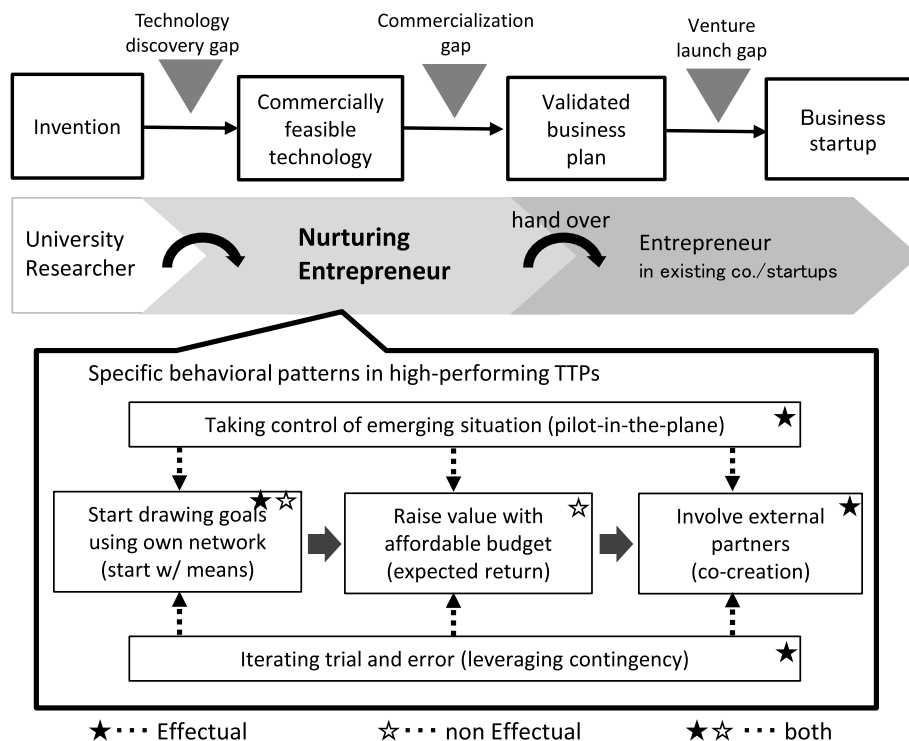 Technology
discovery gap
Commercialization
gap
Venture
launch gap
Invention
Commercially
feasible
technology
Validated
business
plan
Business
startup
University
Researcher
Nurturing
Entrepreneur
hand over
Entrepreneur
in existing co./startups
Specific behavioral patterns in high-performing TTPs
Taking control of emerging situation (pilot-in-the-plane)
★
Start drawing goals
using own network
(start w/ means)
★☆
Raise value with
affordable budget
(expected return)
☆
Involve external
partners
(co-creation)
★
Iterating trial and error (leveraging contingency)
★
★··· Effectual
☆··· non Effectual
★☆ ··· both